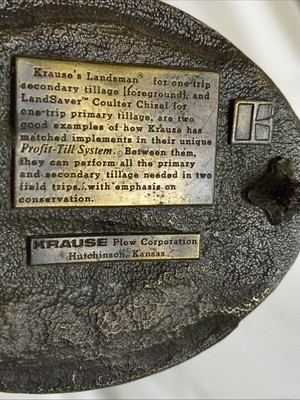 Krause's Landsman® for one-trip
secondary tillage [foreground], and
LandSaver™ Coulter Chisel for
one-trip primary tillage, are two
good examples of how Krause has
matched implements in their unique
Profit-Till System. Between them,
they can perform all the primary
and secondary tillage needed in two
field trips...with emphasis on
conservation.
KRAUSE Plow Corporation
Hutchinson, Kansas